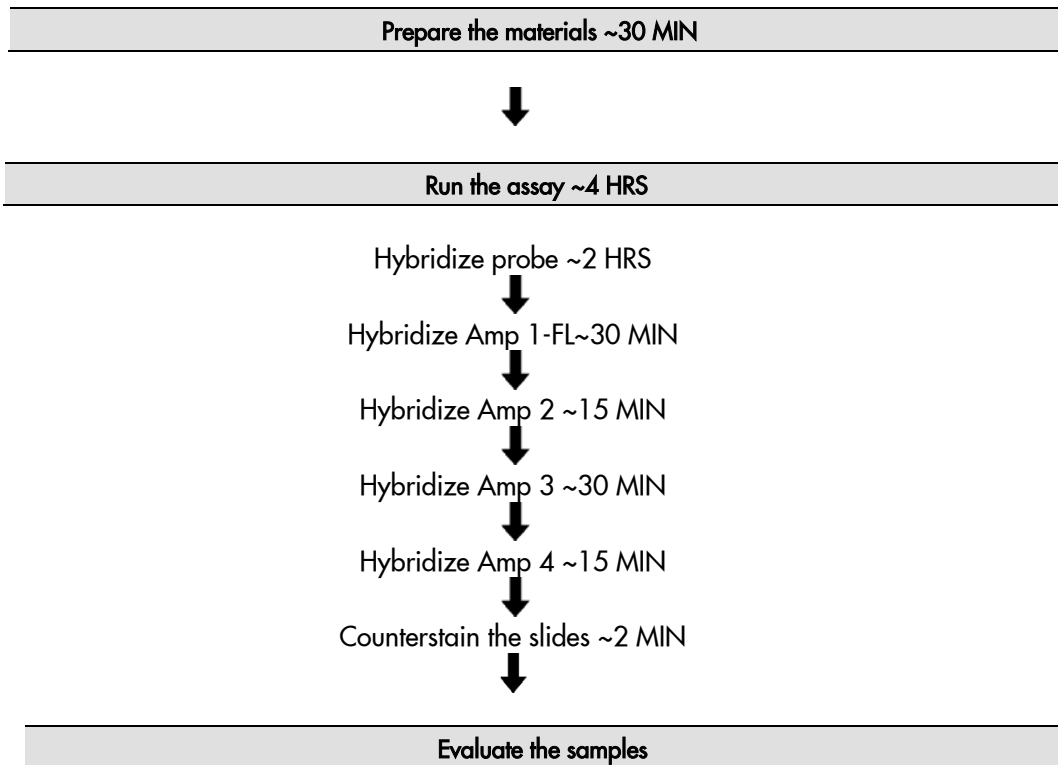 Prepare the materials ~30 MIN
Run the assay ~4 HRS
Hybridize probe ~2 HRS
Hybridize Amp 1-FL~30 MIN
Hybridize Amp 2 ~15 MIN
Hybridize Amp 3 ~30 MIN
Hybridize Amp 4 ~15 MIN
Counterstain the slides ~2 MIN
Evaluate the samples